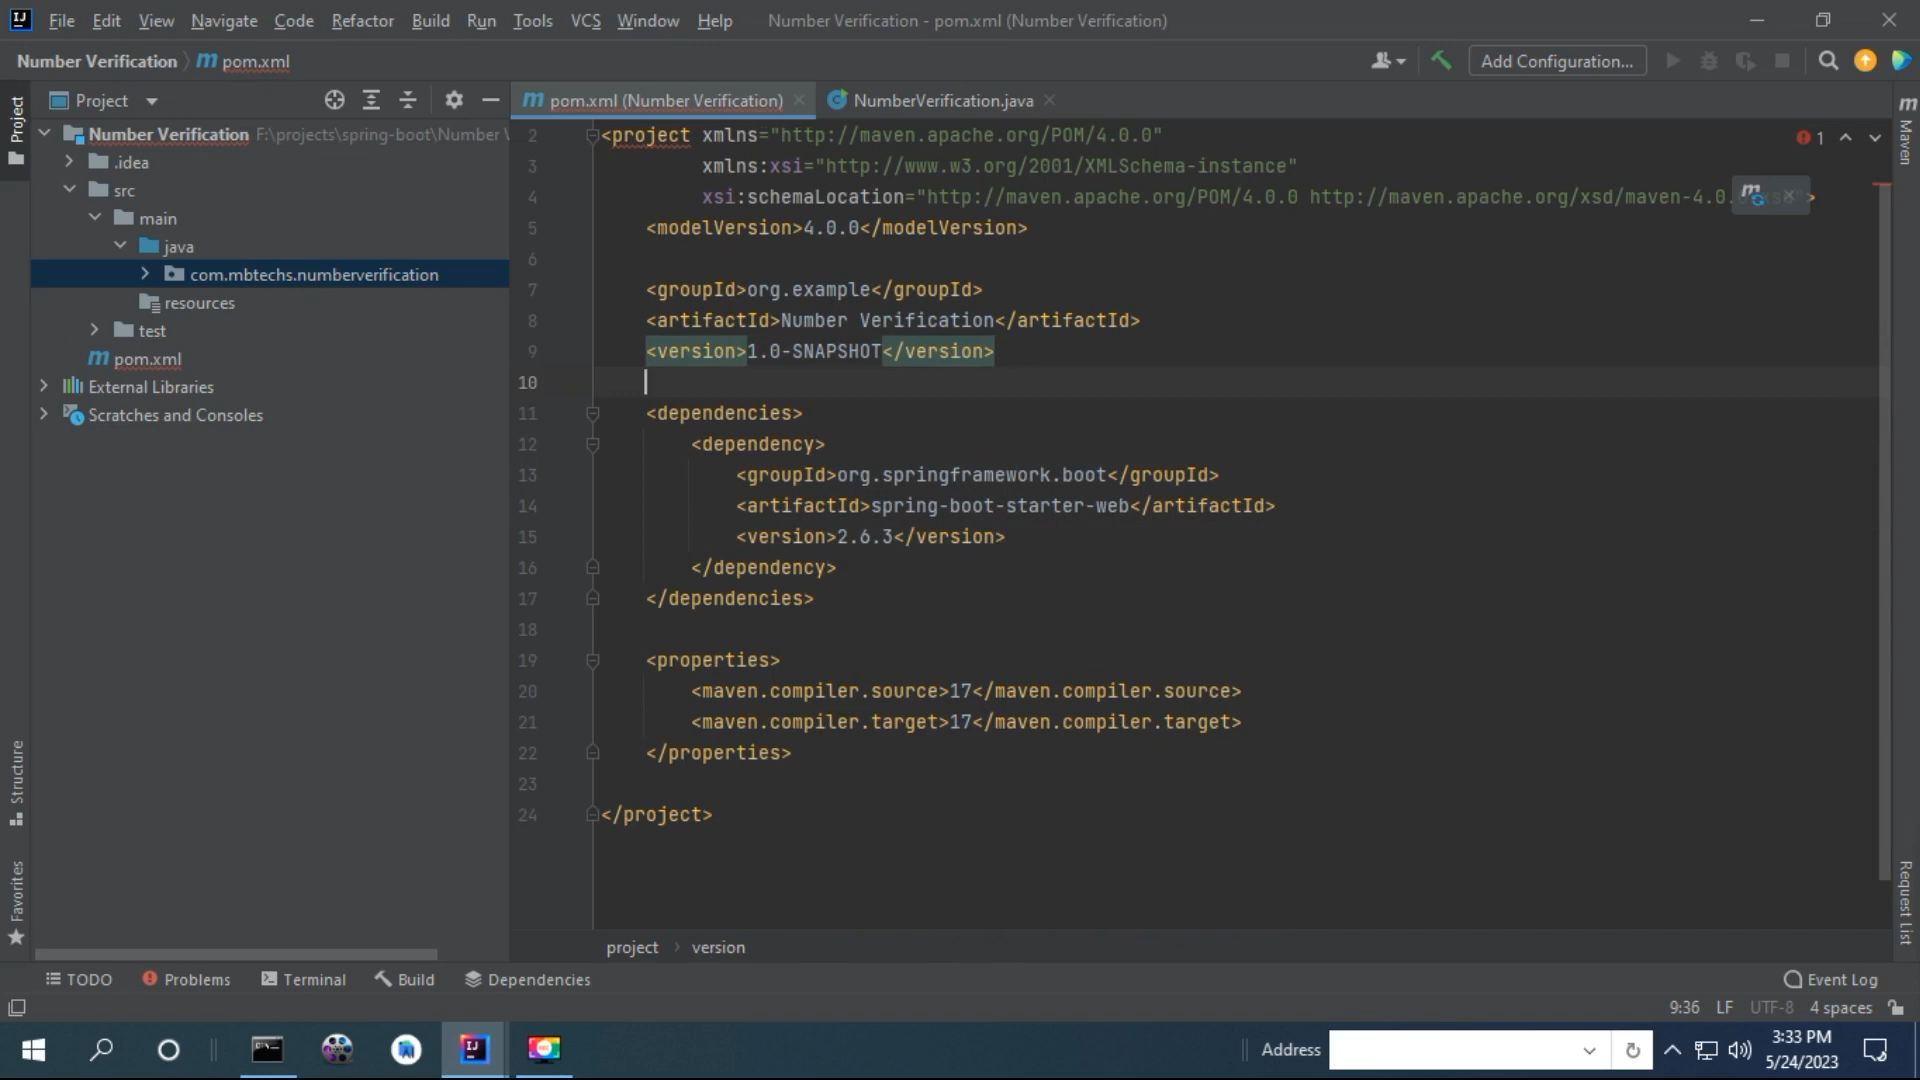 File Edit View Navigate Code Refactor Build Run Tools VCS Window Help Number Verification - pom.xml (Number Verification)
Number Verification pom.xml Add Configuration...
Project
pom.xml (Number Verification) NumberVerification.java
Number Verification F:\projects\spring-boot\Number
.idea
src
main
java
com.mbtechs.numberverification
resources
test
pom.xml
External Libraries
Scratches and Consoles
2 <project xmlns="http://maven.apache.org/POM/4.0.0"
3 xmlns:xsi="http://www.w3.org/2001/XMLSchema-instance"
4 xsi:schemaLocation="http://maven.apache.org/POM/4.0.0 http://maven.apache.org/xsd/maven-4.0.
5 <modelVersion>4.0.0</modelVersion>
6
7 <groupId>org.example</groupId>
8 <artifactId>Number Verification</artifactId>
9 <version>1.0-SNAPSHOT</version>
10
11 <dependencies>
12 <dependency>
13 <groupId>org.springframework.boot</groupId>
14 <artifactId>spring-boot-starter-web</artifactId>
15 <version>2.6.3</version>
16 </dependency>
17 </dependencies>
18
19 <properties>
20 <maven.compiler.source>17</maven.compiler.source>
21 <maven.compiler.target>17</maven.compiler.target>
22 </properties>
23
24 </project>
1
Project
Structure
Favorites
Maven
Request List
project version
TODO Problems Terminal Build Dependencies Event Log
9:36 LF UTF-8 4 spaces
Address
3:33 PM
5/24/2023